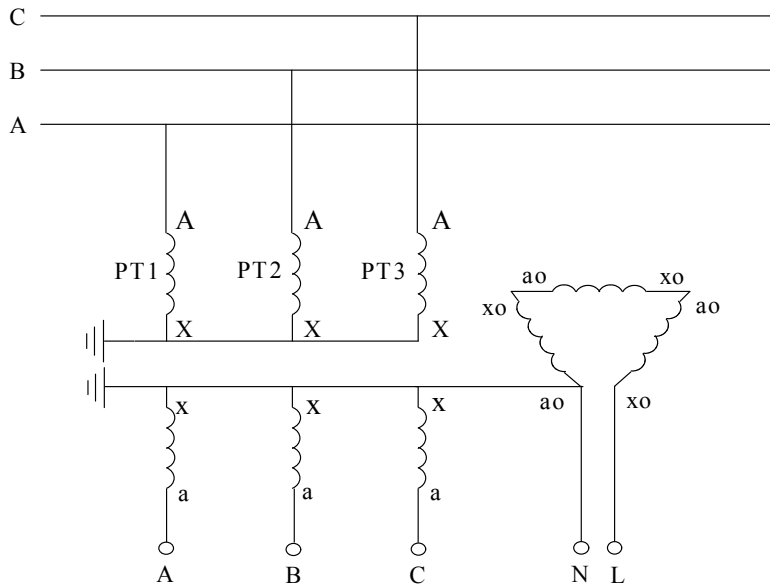 C
B
A
A A A
PT1 PT2 PT3
ao xo
xo ao
X X X
x x x ao xo
a a a
A B C N L